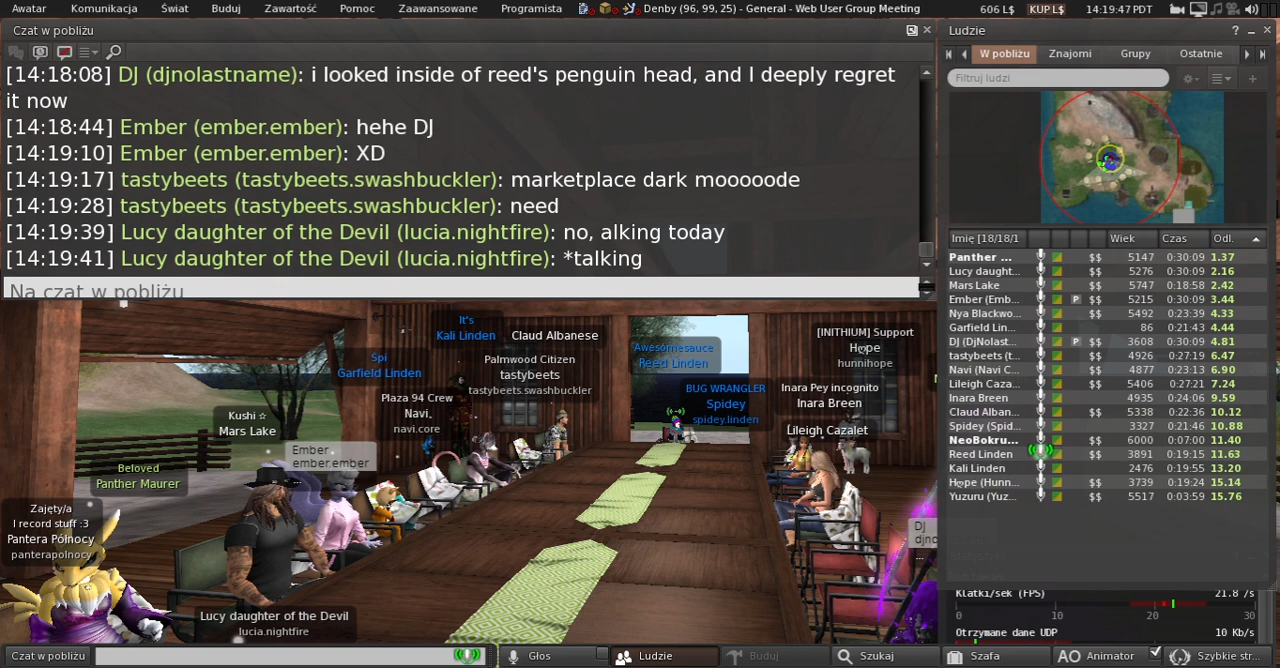 Awatar Komunikacja Świat Buduj Zawartość Pomoc Zaawansowane Programista Denby (96, 99, 25) - General - Web User Group Meeting 606 L$ KUP L$ 14:19:47 PDT
Czat w pobliżu
[14:18:08] DJ (djnolastname): i looked inside of reed's penguin head, and I deeply regret
it now
[14:18:44] Ember (ember.ember): hehe DJ
[14:19:10] Ember (ember.ember): XD
[14:19:17] tastybeets (tastybeets.swashbuckler): marketplace dark mooooode
[14:19:28] tastybeets (tastybeets.swashbuckler): need
[14:19:39] Lucy daughter of the Devil (lucia.nightfire): no, alking today
[14:19:41] Lucy daughter of the Devil (lucia.nightfire): *talking
Na czat w pobliżu
It's
Kali Linden
Claud Albanese
Spi
Garfield Linden
Palmwood Citizen
tastybeets
tastybeets.swashbuckler
Awesomesauce
Reed Linden
[INITHIUM] Support
Hope
hunnihope
BUG WRANGLER
Spidey
spidey.linden
Inara Pey incognito
Inara Breen
Plaza 94 Crew
Navi
navi.core
Lileigh Cazalet
Kushi ☆
Mars Lake
Ember
ember.ember
Beloved
Panther Maurer
Zajęty/a
I record stuff :3
Pantera Północy
panterapolnocy
DJ
djno
...
Lucy daughter of the Devil
lucia.nightfire
Ludzie
? _ ×
W pobliżu Znajomi Grupy Ostatnie
Filtruj ludzi
Imię [18/18/1 Wiek Czas Odl.
Panther ... $$ 5147 0:30:09 1.37
Lucy daught... $$ 5276 0:30:09 2.16
Mars Lake $$ 5747 0:18:58 2.42
Ember (Emb... P $$ 5215 0:30:09 3.44
Nya Blackwo... $$ 5492 0:23:39 4.33
Garfield Lin... 86 0:21:43 4.44
DJ (DjNolast... P $$ 3608 0:30:09 4.81
tastybeets (t... $$ 4926 0:27:19 6.47
Navi (Navi C... $$ 4877 0:23:13 6.90
Lileigh Caza... $$ 5406 0:27:21 7.24
Inara Breen 4935 0:24:06 9.59
Claud Alban... $$ 5338 0:22:36 10.12
Spidey (Spid... 3327 0:21:46 10.88
NeoBokru... $$ 6000 0:07:00 11.40
Reed Linden $$ 3891 0:19:15 11.63
Kali Linden 2476 0:19:55 13.20
Hope (Hunn... $$ 3739 0:19:24 15.14
Yuzuru (Yuz... $$ 5517 0:03:59 15.76
Klatki/sek (FPS) 21.8 /s
0 10 20 30
Otrzymane dane UDP 10 Kb/s
Czat w pobliżu Głos Ludzie Buduj Szukaj Szafa AO Animator Szybkie str...